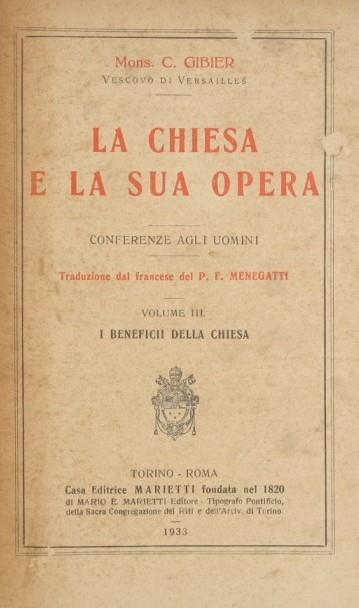 Mons. C. GIBIER
VESCOVO DI VERSAILLES
LA CHIESA
E LA SUA OPERA
CONFERENZE AGLI UOMINI
Traduzione dal francese del P. F. MENEGATTI
VOLUME III.
I BENEFICII DELLA CHIESA
TORINO - ROMA
Casa Editrice MARIETTI fondata nel 1820
di MARIO E. MARIETTI Editore - Tipografo Pontificio,
della Sacra Congregazione dei Riti e dell'Arciv. di Torino.
1933